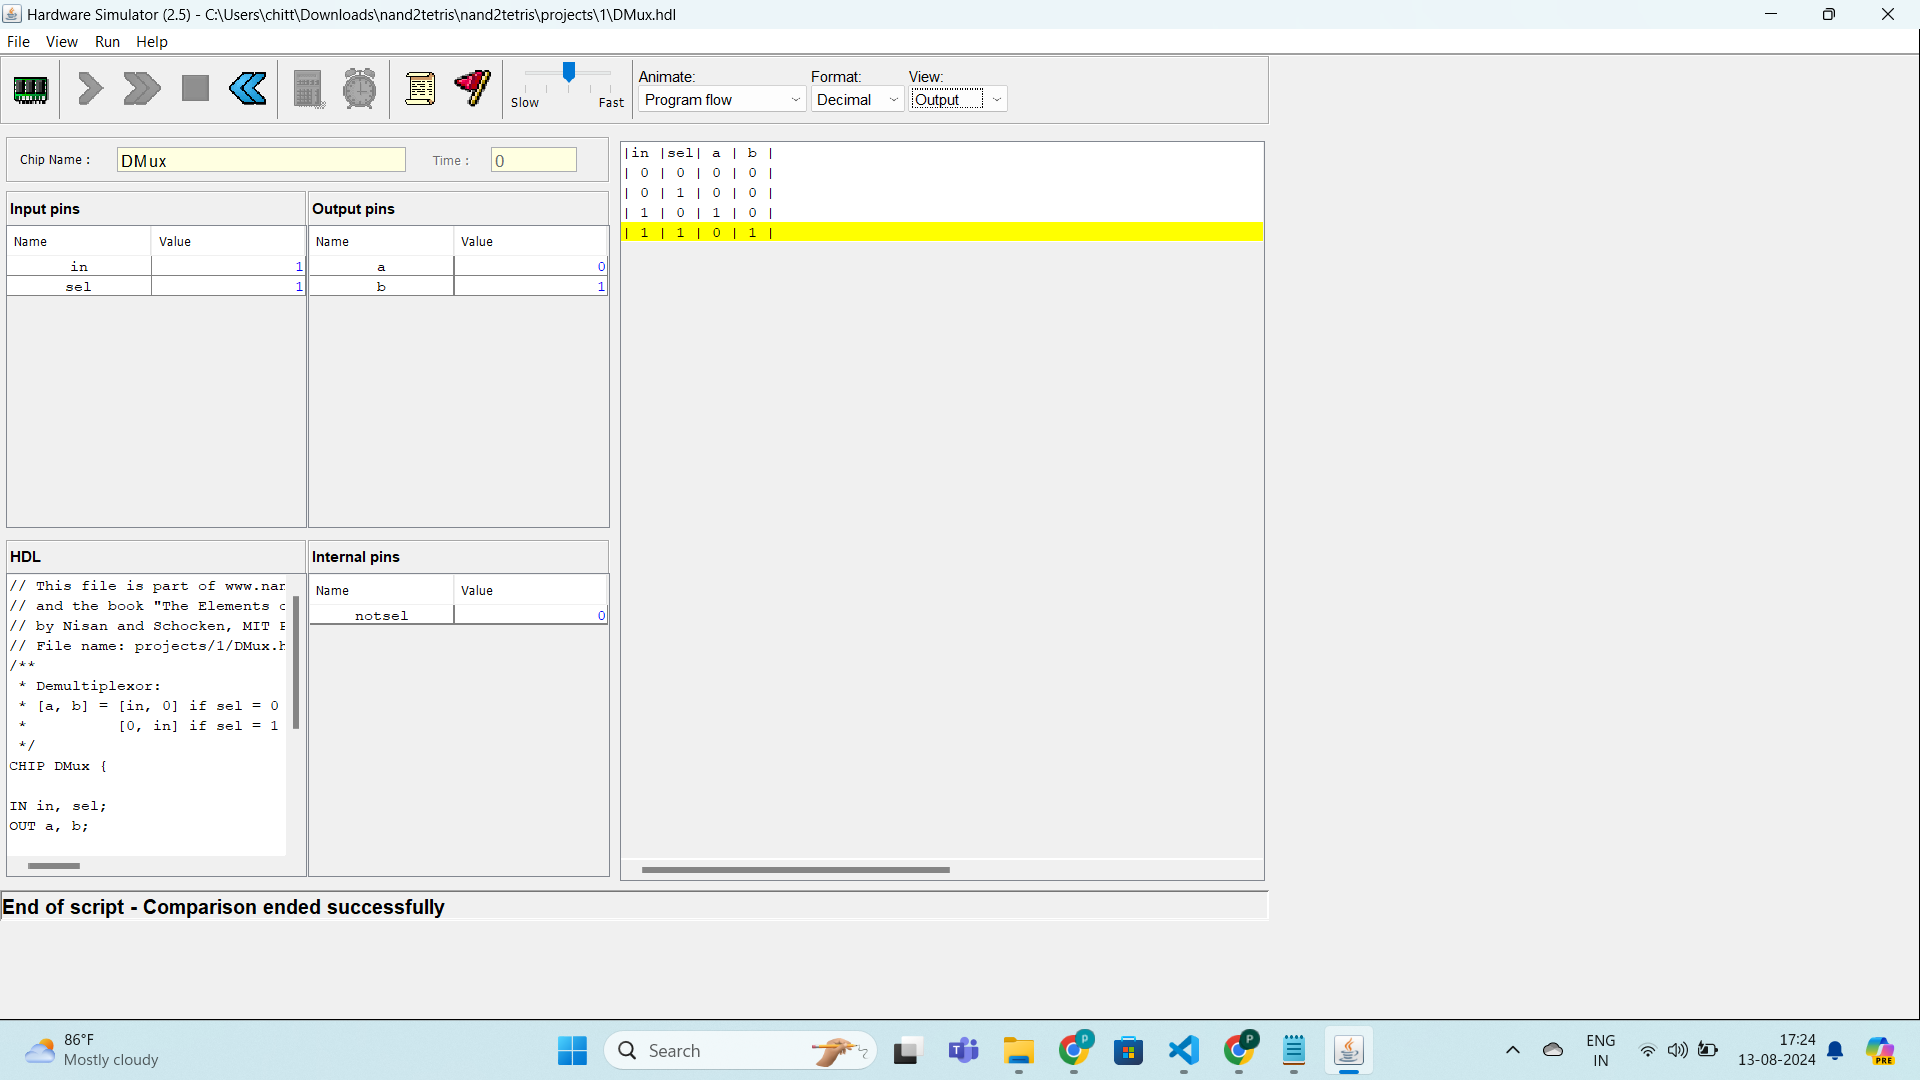 Hardware Simulator (2.5) - C:\Users\chitt\Downloads\nand2tetris\nand2tetris\projects\1\DMux.hdl
File View Run Help
Slow Fast
Animate: Format: View:
Program flow Decimal Output
Chip Name : DMux Time : 0
Input pins
Name Value
in 1
sel 1
Output pins
Name Value
a 0
b 1
|in |sel| a | b |
| 0 | 0 | 0 | 0 |
| 0 | 1 | 0 | 0 |
| 1 | 0 | 1 | 0 |
| 1 | 1 | 0 | 1 |
HDL
// This file is part of www.nan
// and the book "The Elements
// by Nisan and Schocken, MIT
// File name: projects/1/DMux.h
/**
* Demultiplexor:
* [a, b] = [in, 0] if sel = 0
* [0, in] if sel = 1
*/
CHIP DMux {
IN in, sel;
OUT a, b;
Internal pins
Name Value
notsel 0
End of script - Comparison ended successfully
86°F
Mostly cloudy
Search
P
P
ENG
IN
17:24
13-08-2024
PRE